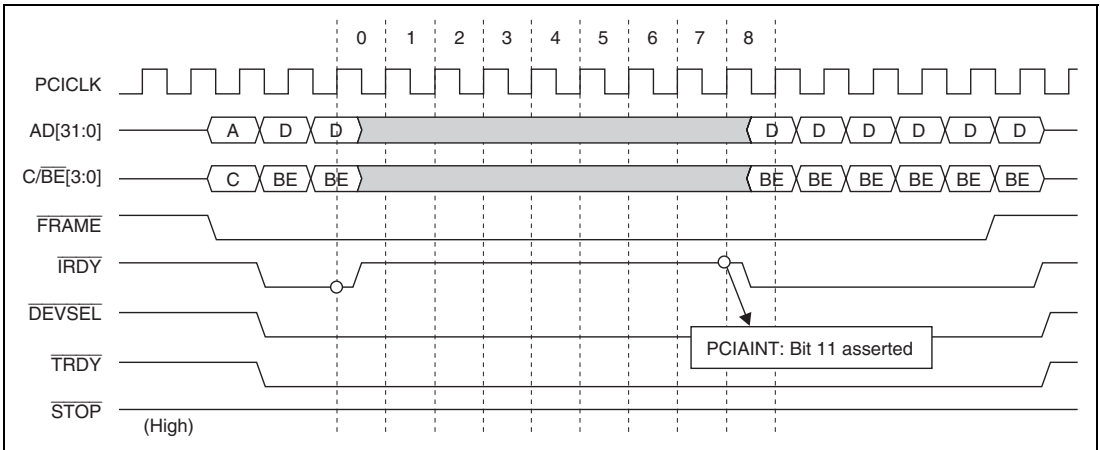 0 1 2 3 4 5 6 7 8
PCICLK
AD[31:0] A D D D D D D D D
C/BE[3:0] C BE BE BE BE BE BE BE BE
FRAME
IRDY
DEVSEL
PCIAINT: Bit 11 asserted
TRDY
STOP
(High)